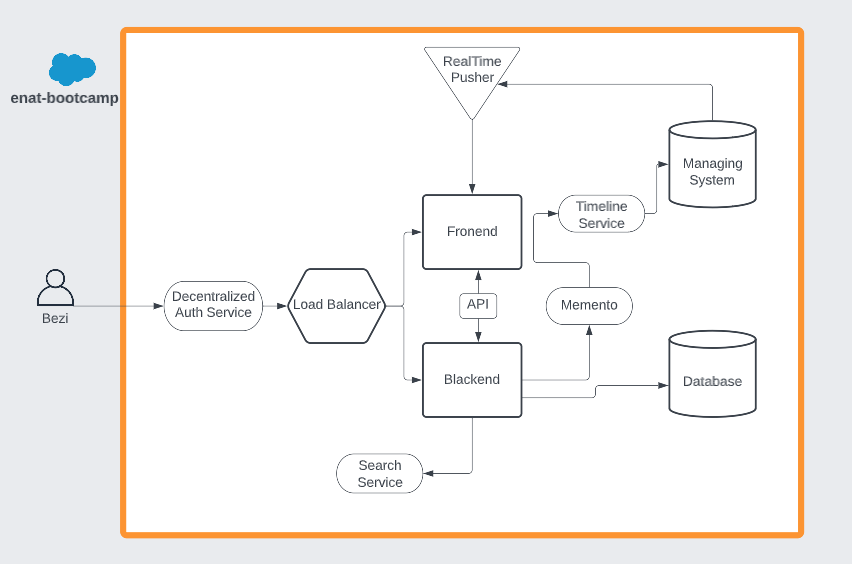 RealTime
Pusher
enat-bootcamp
Managing
System
Timeline
Service
Fronend
Decentralized
Auth Service
Load Balancer
API
Memento
Bezi
Blackend
Database
Search
Service